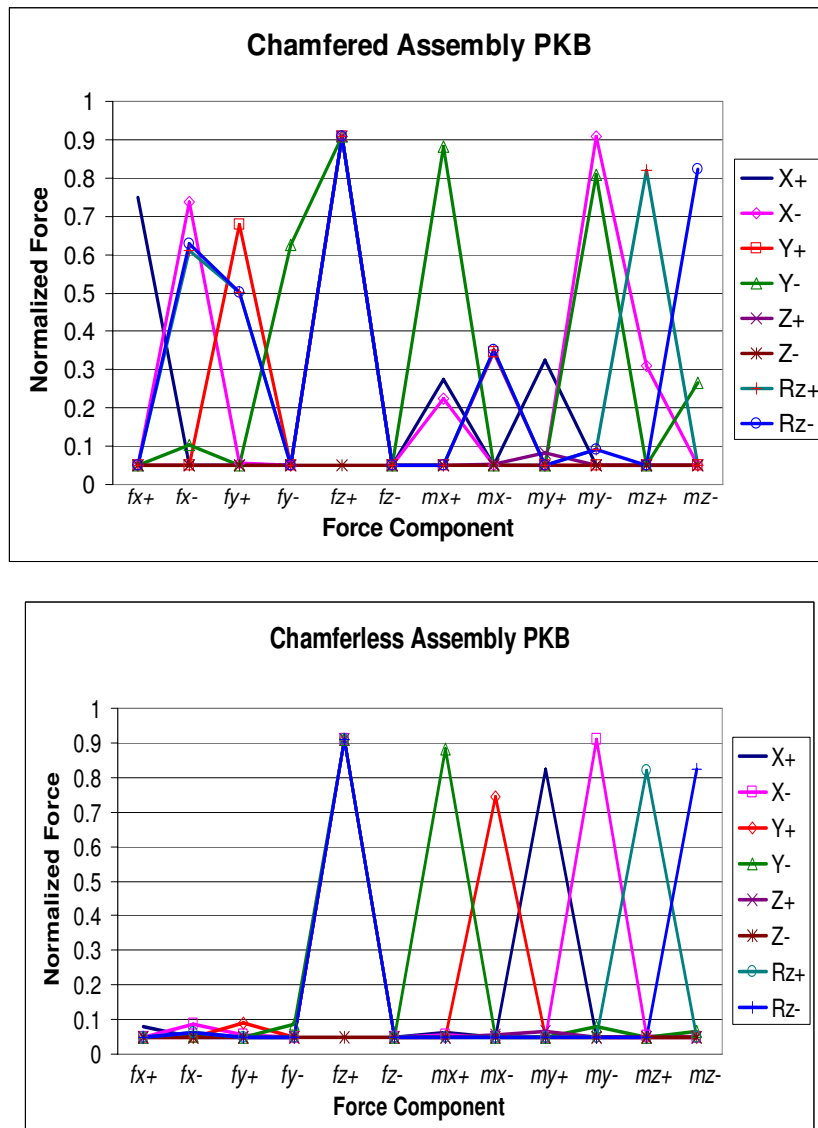 Chamfered Assembly PKB
1
0.9
0.8
0.7
0.6
0.5
0.4
0.3
0.2
0.1
0
Normalized Force
fx+ fx- fy+ fy- fz+ fz- mx+ mx- my+ my- mz+ mz-
Force Component
X+
X-
Y+
Y-
Z+
Z-
Rz+
Rz-
Chamferless Assembly PKB
1
0.9
0.8
0.7
0.6
0.5
0.4
0.3
0.2
0.1
0
Normalized Force
fx+ fx- fy+ fy- fz+ fz- mx+ mx- my+ my- mz+ mz-
Force Component
X+
X-
Y+
Y-
Z+
Z-
Rz+
Rz-